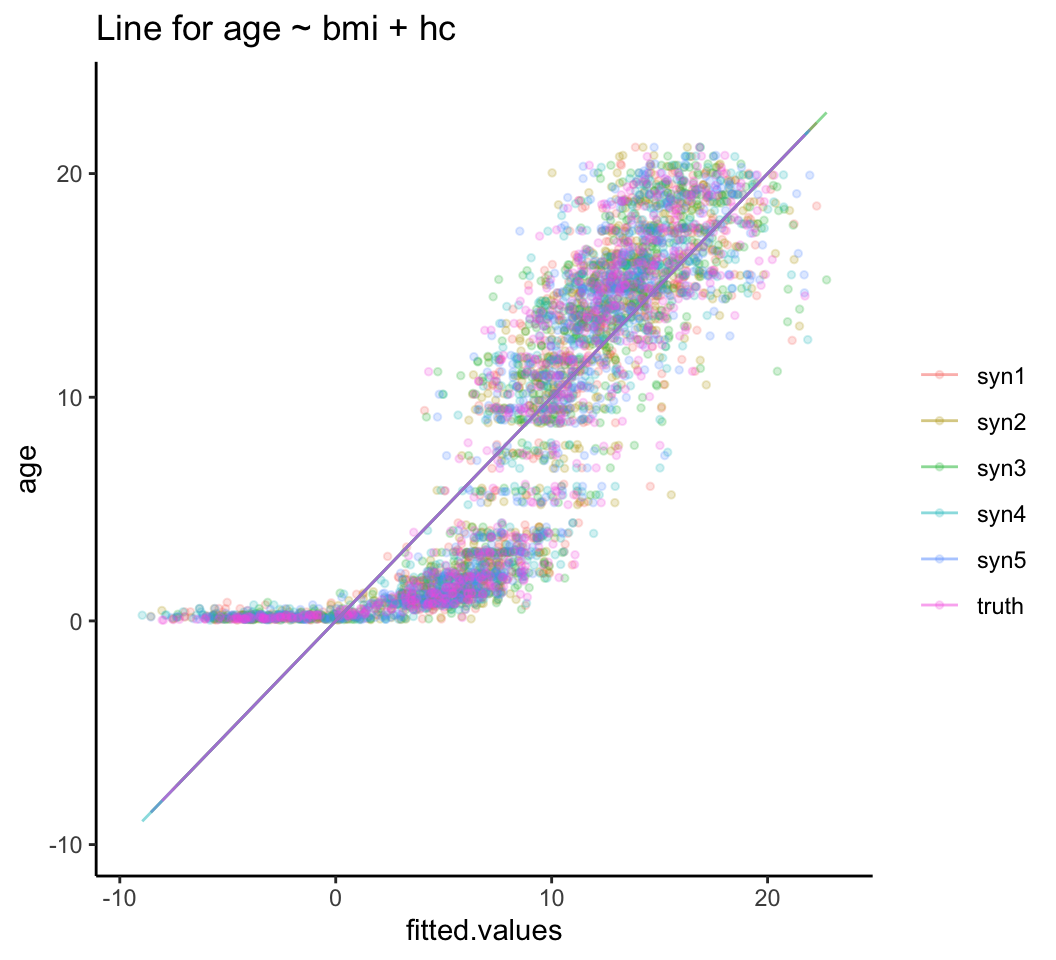 Line for age ~ bmi + hc
20
10
0
-10
age
-10
0
10
20
fitted.values
syn1
syn2
syn3
syn4
syn5
truth